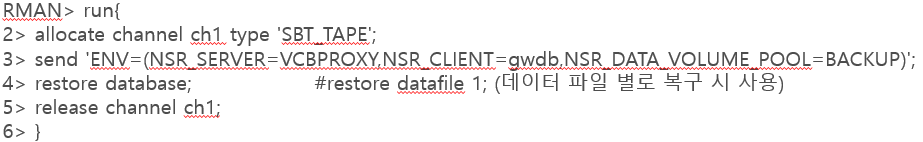 RMAN> run{
2> allocate channel ch1 type 'SBT_TAPE';
3> send 'ENV=(NSR_SERVER=VCBPROXY,NSR_CLIENT=gwdb,NSR_DATA_VOLUME_POOL=BACKUP)';
4> restore database; #restore datafile 1; (데이터 파일 별로 복구 시 사용)
5> release channel ch1;
6> }